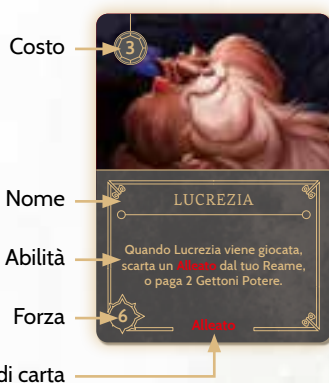 Costo
3
Nome
LUCREZIA
Abilità
Quando Lucrezia viene giocata,
scarta un Alleato dal tuo Reame,
o paga 2 Gettoni Potere.
Forza
6
Alleato
di carta